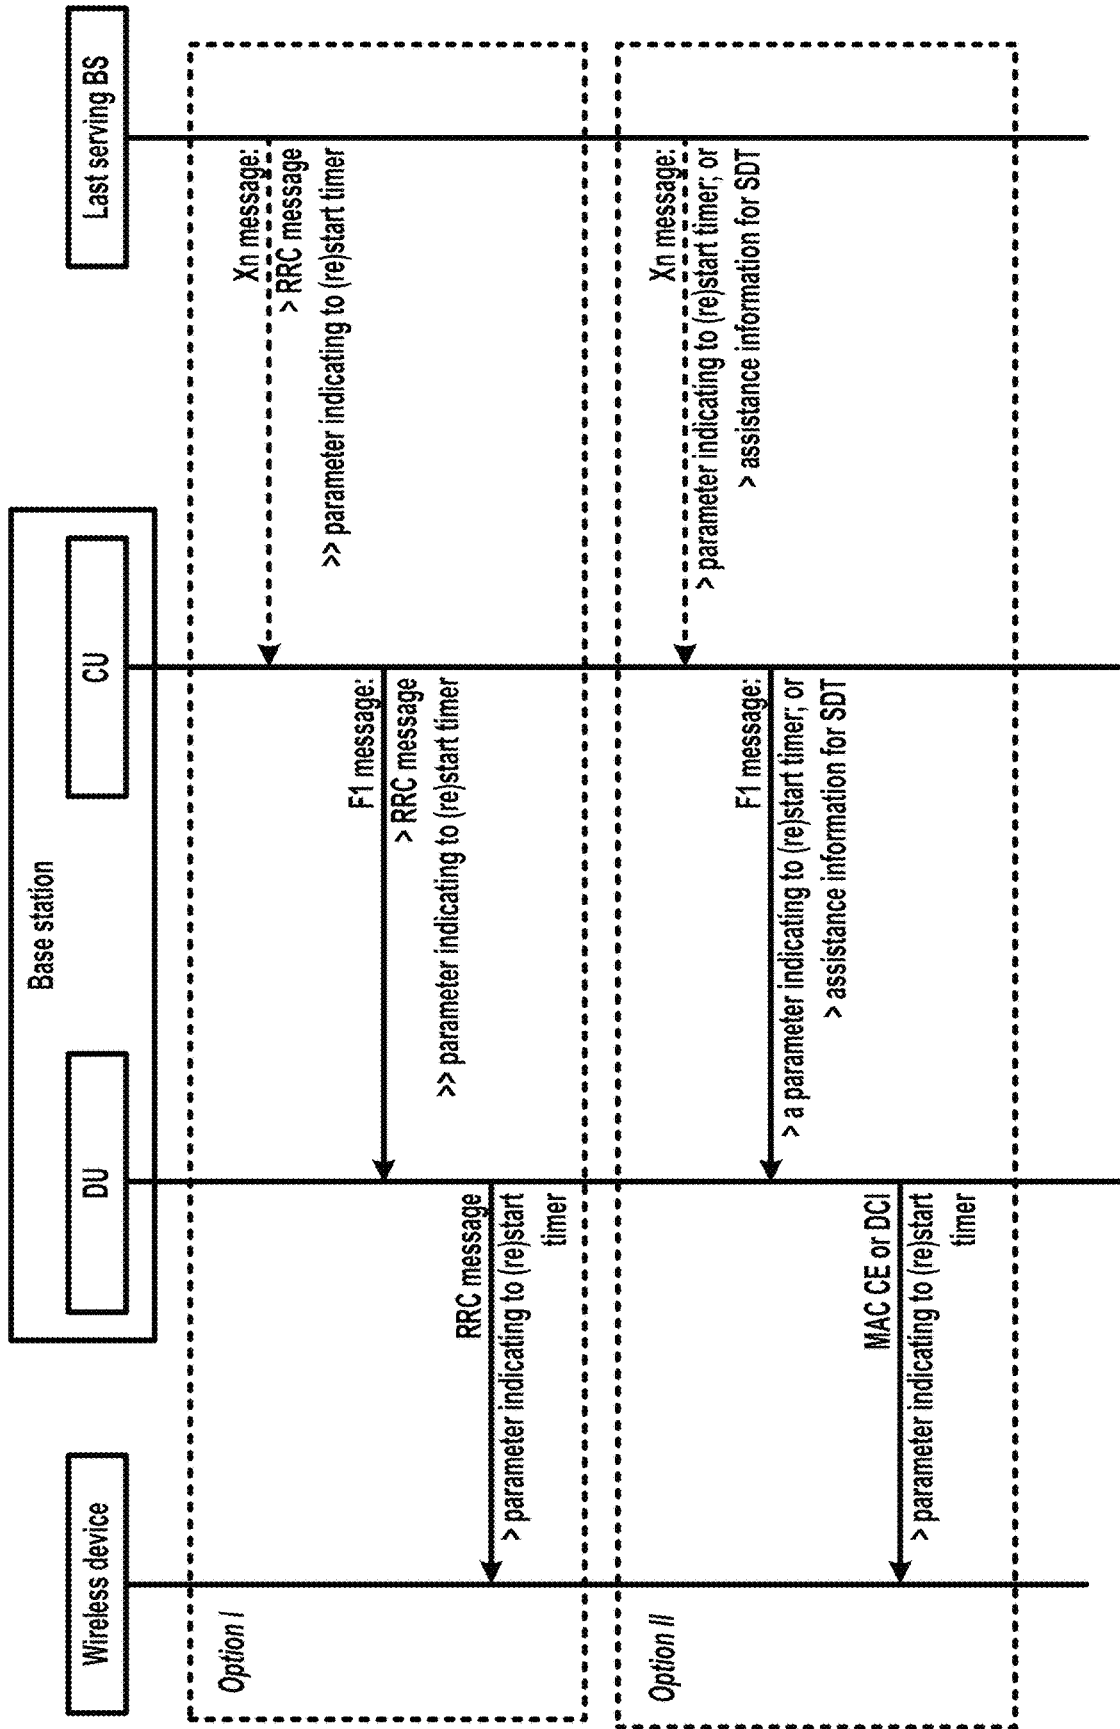 Base station
Wireless device
DU
CU
Last serving BS
Option I
Xn message:
> RRC message
>> parameter indicating to (re)start timer
F1 message:
> RRC message
>> parameter indicating to (re)start timer
RRC message
> parameter indicating to (re)start
timer
Option II
Xn message:
> parameter indicating to (re)start timer; or
> assistance information for SDT
F1 message:
> a parameter indicating to (re)start timer; or
> assistance information for SDT
MAC CE or DCI
> parameter indicating to (re)start
timer